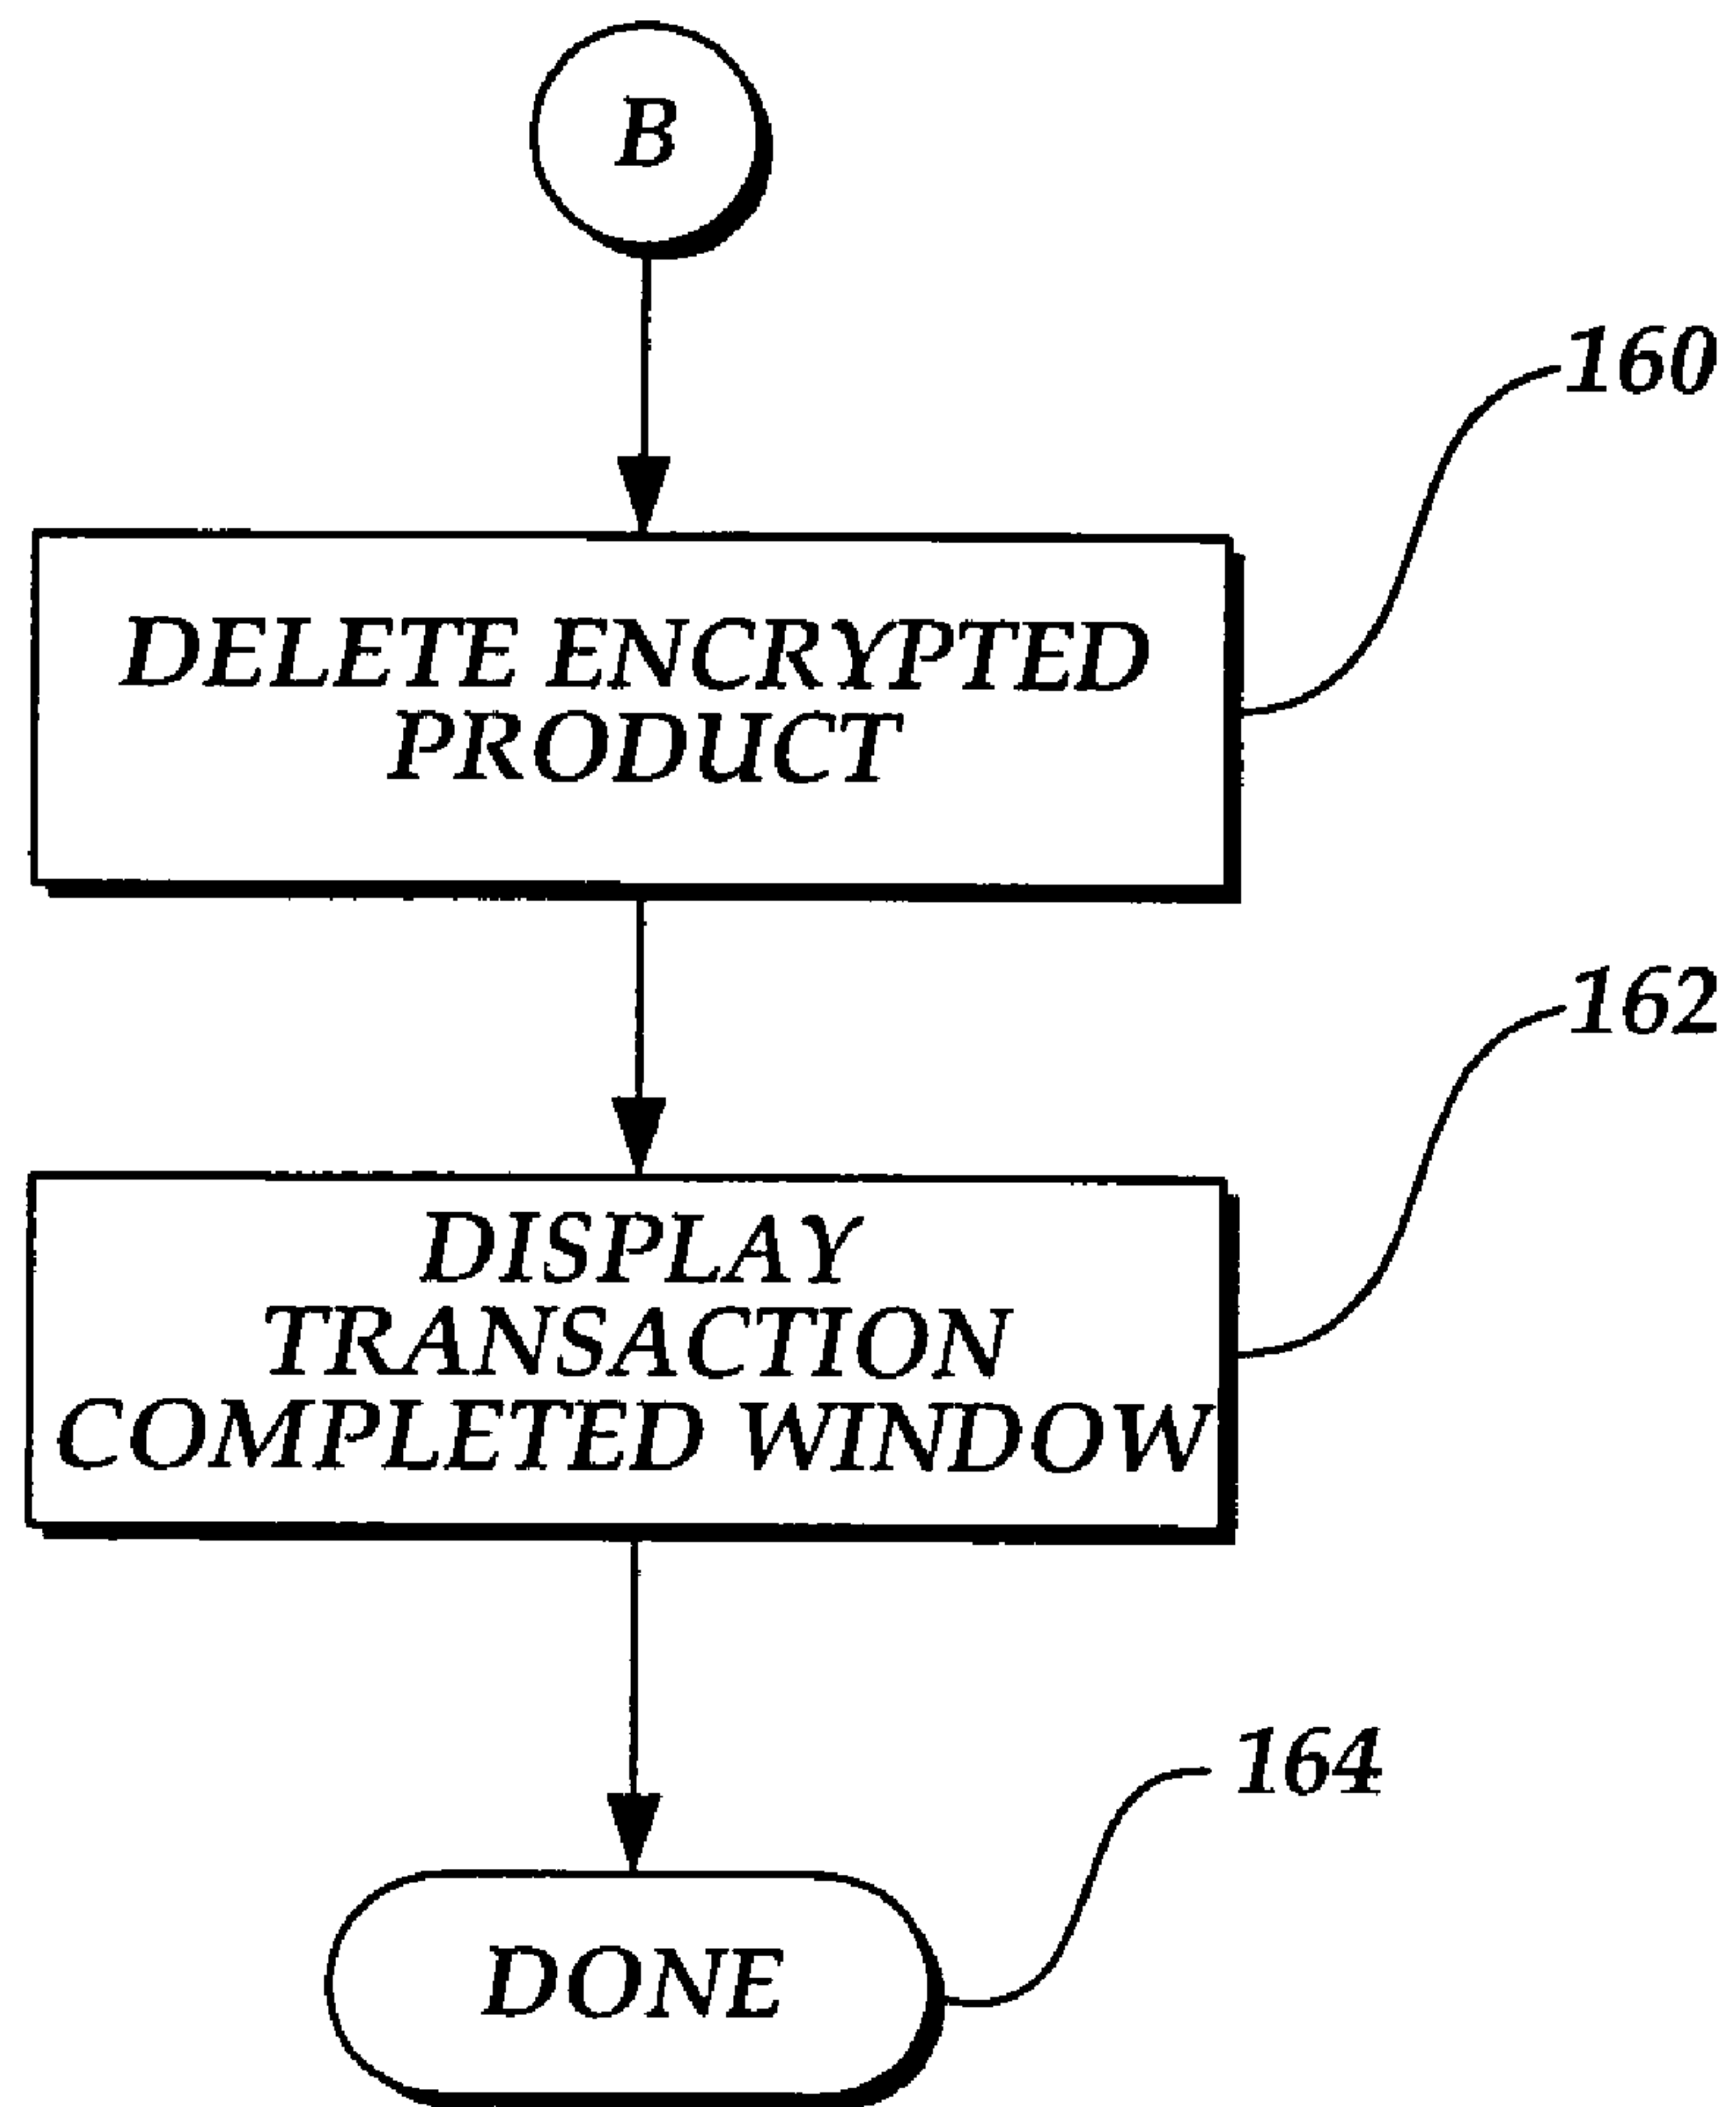 B
160
DELETE ENCRYPTED
PRODUCT
162
DISPLAY
TRANSACTION
COMPLETED WINDOW
164
DONE